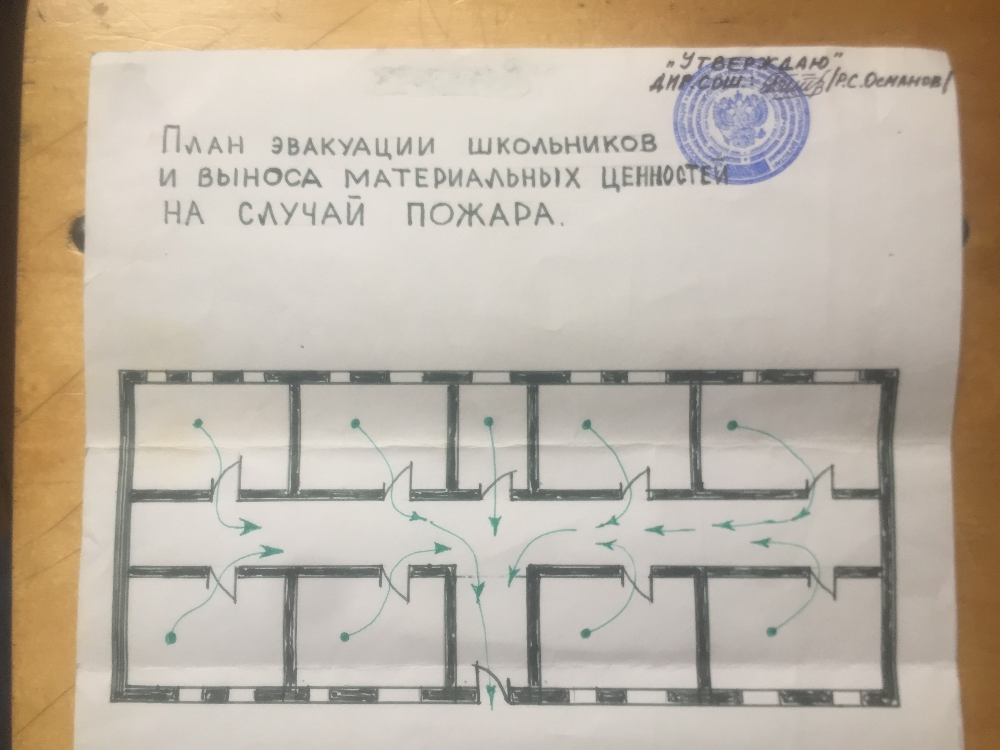 „Утверждаю"
Дир. СОШ: /Р.С.Османов/
План эвакуации школьников
и выноса материальных ценностей
на случай пожара.